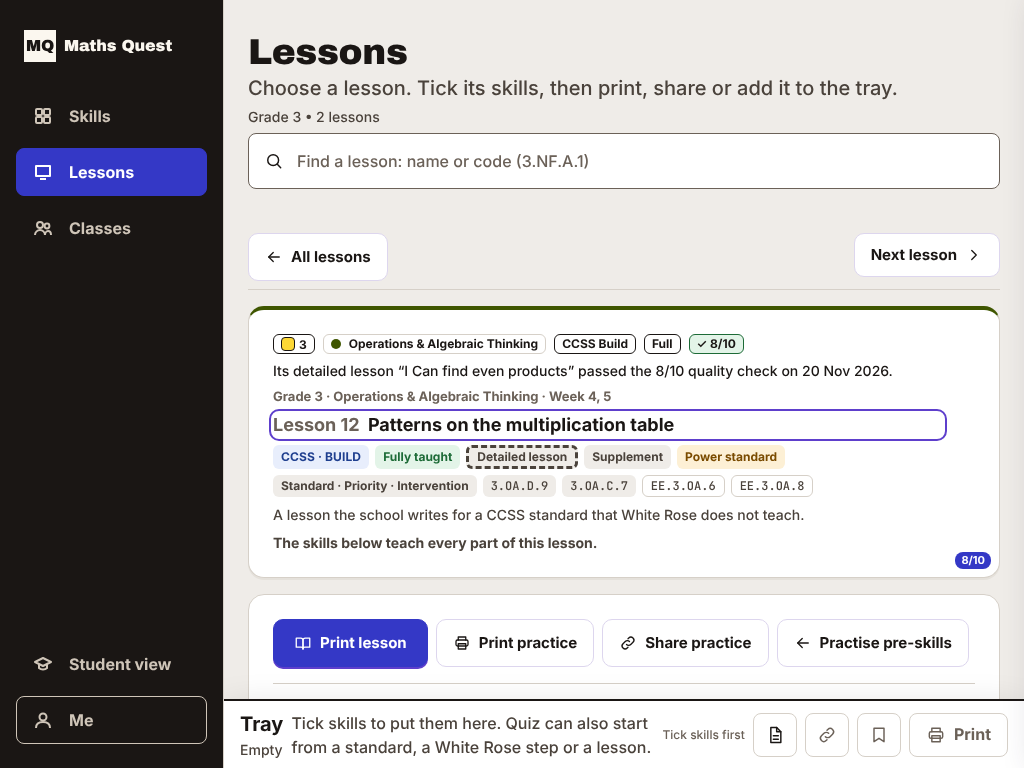 MQ Maths Quest
Skills
Lessons
Classes
Student view
Me
Lessons
Choose a lesson. Tick its skills, then print, share or add it to the tray.
Grade 3 • 2 lessons
Find a lesson: name or code (3.NF.A.1)
All lessons
Next lesson
3 Operations & Algebraic Thinking CCSS Build Full ✓ 8/10
Its detailed lesson “I Can find even products” passed the 8/10 quality check on 20 Nov 2026.
Grade 3 · Operations & Algebraic Thinking · Week 4, 5
Lesson 12 Patterns on the multiplication table
CCSS · BUILD Fully taught Detailed lesson Supplement Power standard
Standard · Priority · Intervention 3.OA.D.9 3.OA.C.7 EE.3.OA.6 EE.3.OA.8
A lesson the school writes for a CCSS standard that White Rose does not teach.
The skills below teach every part of this lesson.
8/10
Print lesson Print practice Share practice Practise pre-skills
Tray Tick skills to put them here. Quiz can also start
Empty from a standard, a White Rose step or a lesson.
Tick skills first
Print